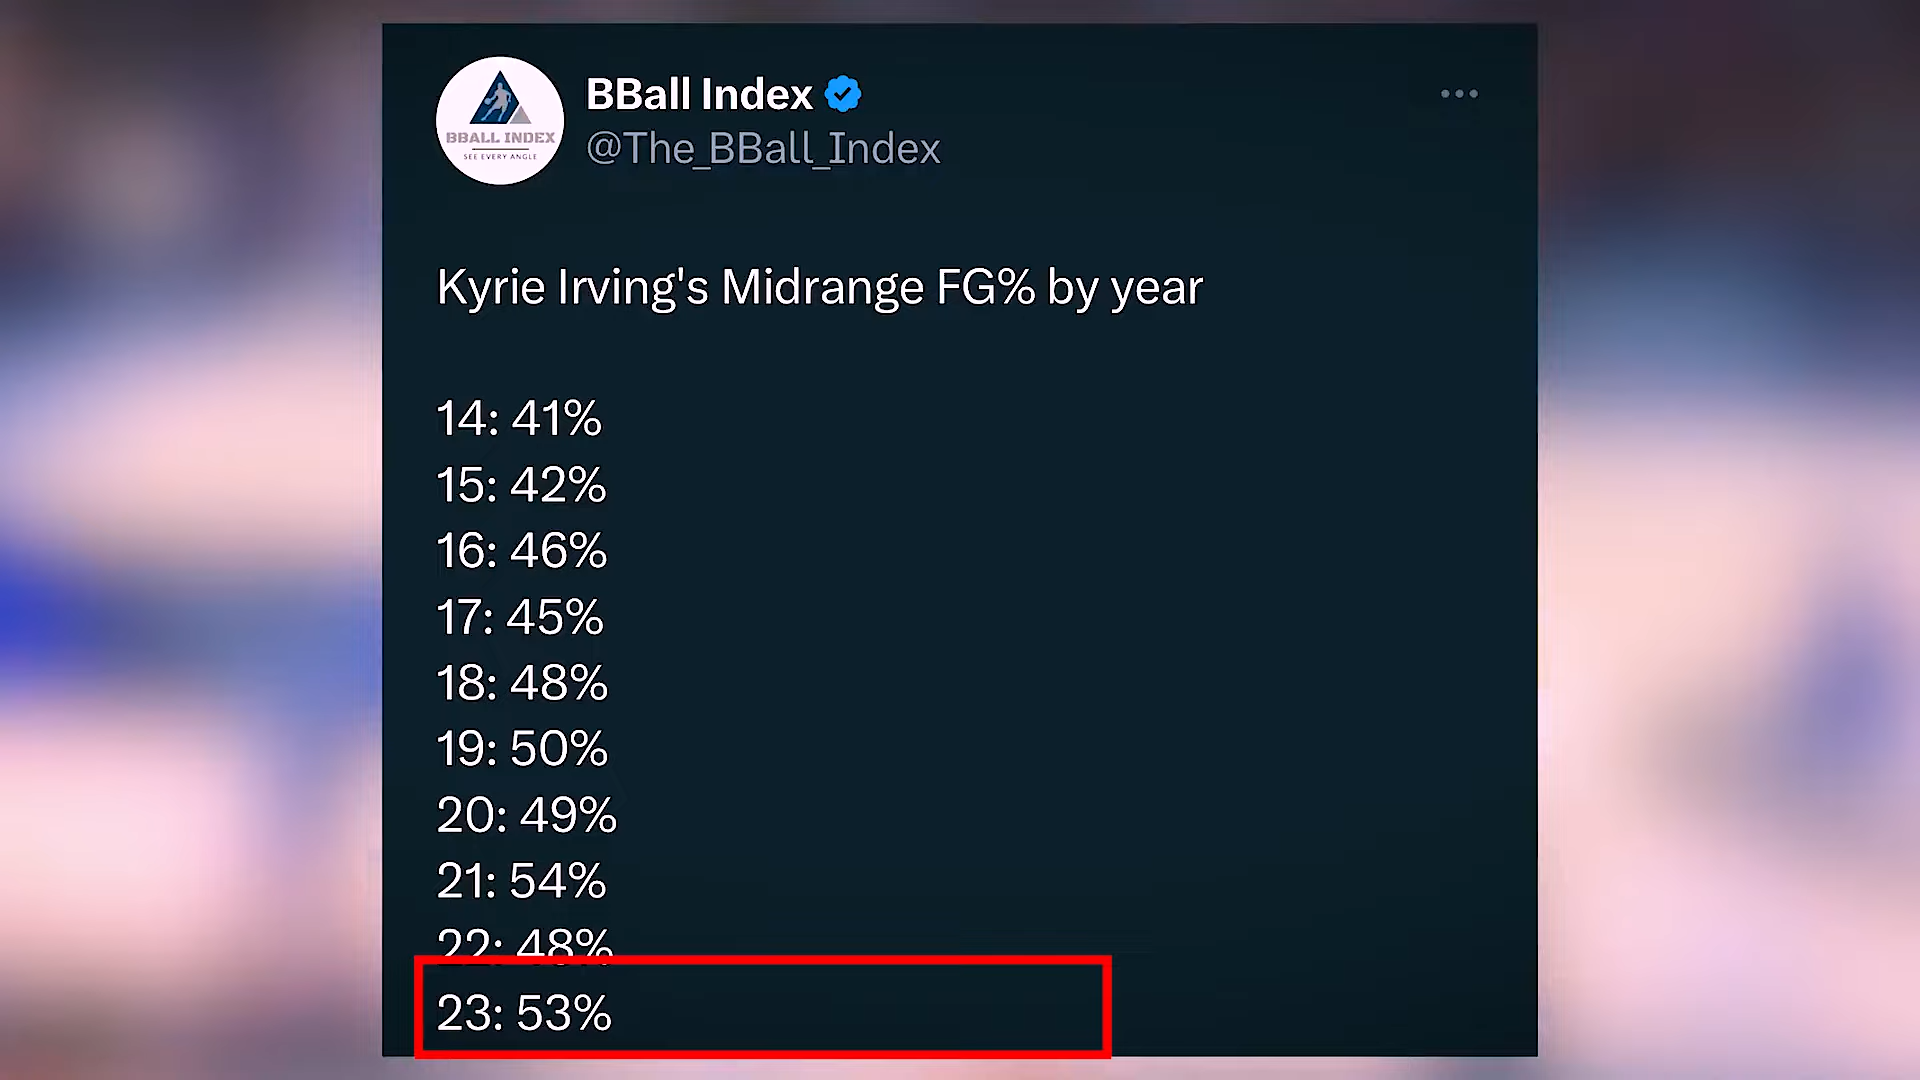 BBall Index
@The_BBall_Index
BBALL INDEX
SEE EVERY ANGLE
Kyrie Irving's Midrange FG% by year
14: 41%
15: 42%
16: 46%
17: 45%
18: 48%
19: 50%
20: 49%
21: 54%
22: 48%
23: 53%